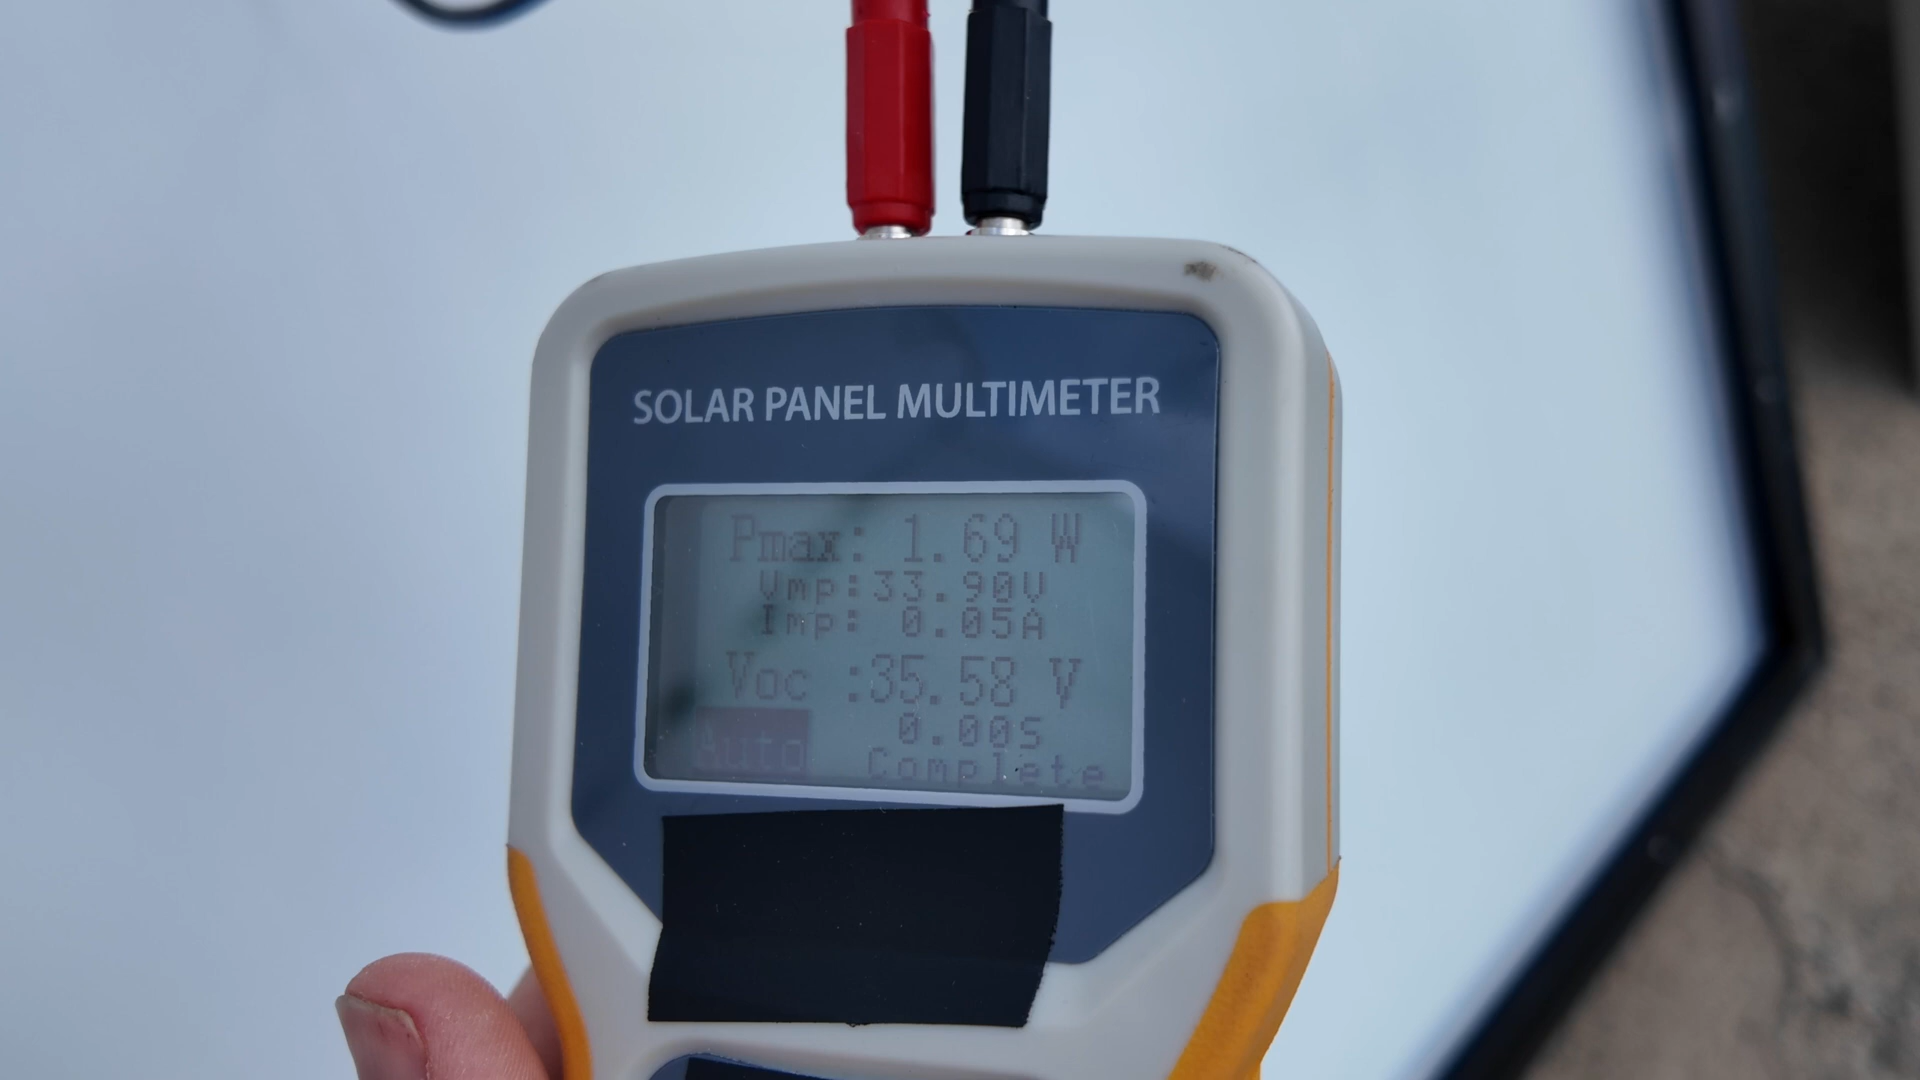 SOLAR PANEL MULTIMETER
Pmax: 1.69 W
Vmp:33.90V
Imp: 0.05A
Voc :35.58 V
Auto 0.00S
Complete